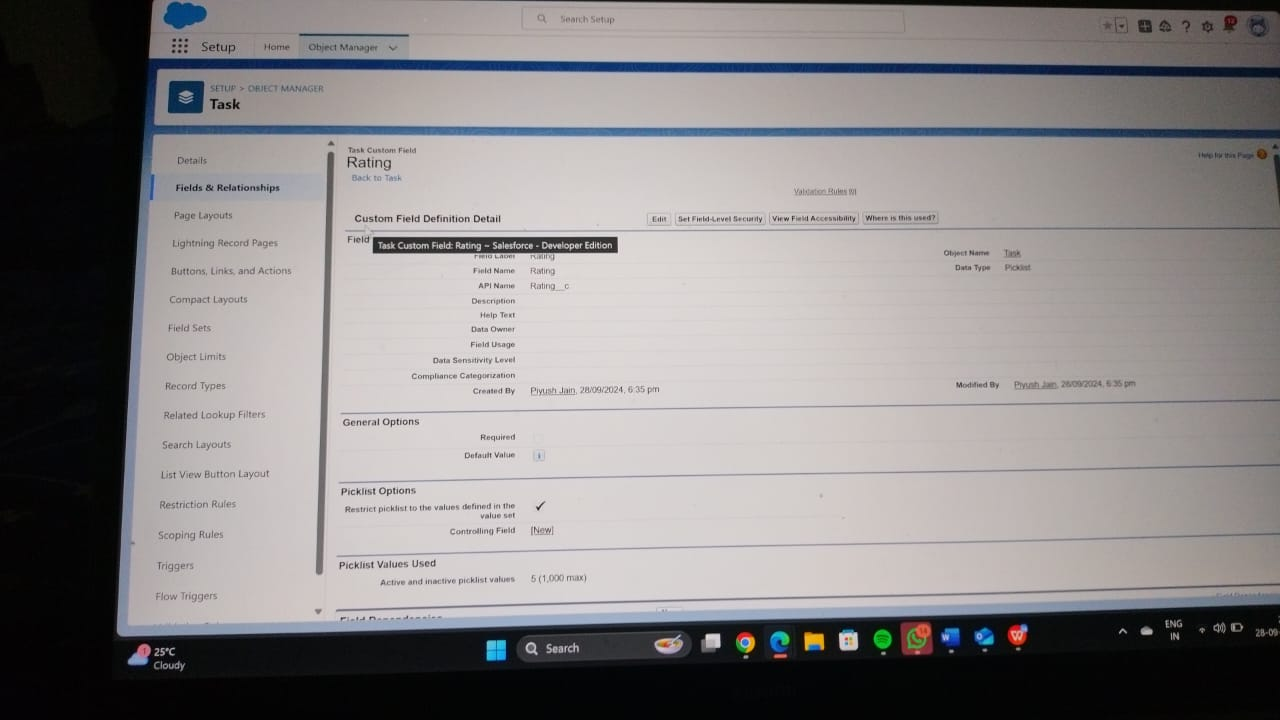 Search Setup
Setup
Home
Object Manager
SETUP > OBJECT MANAGER
Task
Details
Fields & Relationships
Page Layouts
Lightning Record Pages
Buttons, Links, and Actions
Compact Layouts
Field Sets
Object Limits
Record Types
Related Lookup Filters
Search Layouts
List View Button Layout
Restriction Rules
Scoping Rules
Triggers
Flow Triggers
Task Custom Field
Rating
Back to Task
Help for this Page
Validation Rules [0]
Custom Field Definition Detail
Edit Set Field-Level Security View Field Accessibility Where is this used?
Field
Task Custom Field: Rating ~ Salesforce - Developer Edition
Field Label Rating
Object Name Task
Field Name Rating
Data Type Picklist
API Name Rating__c
Description
Help Text
Data Owner
Field Usage
Data Sensitivity Level
Compliance Categorization
Created By Piyush Jain, 28/09/2024, 6:35 pm
Modified By Piyush Jain, 28/09/2024, 6:35 pm
General Options
Required
Default Value
Picklist Options
Restrict picklist to the values defined in the
value set ✓
Controlling Field [New]
Picklist Values Used
Active and inactive picklist values 5 (1,000 max)
25°C
Cloudy
Search
ENG
IN
28-09